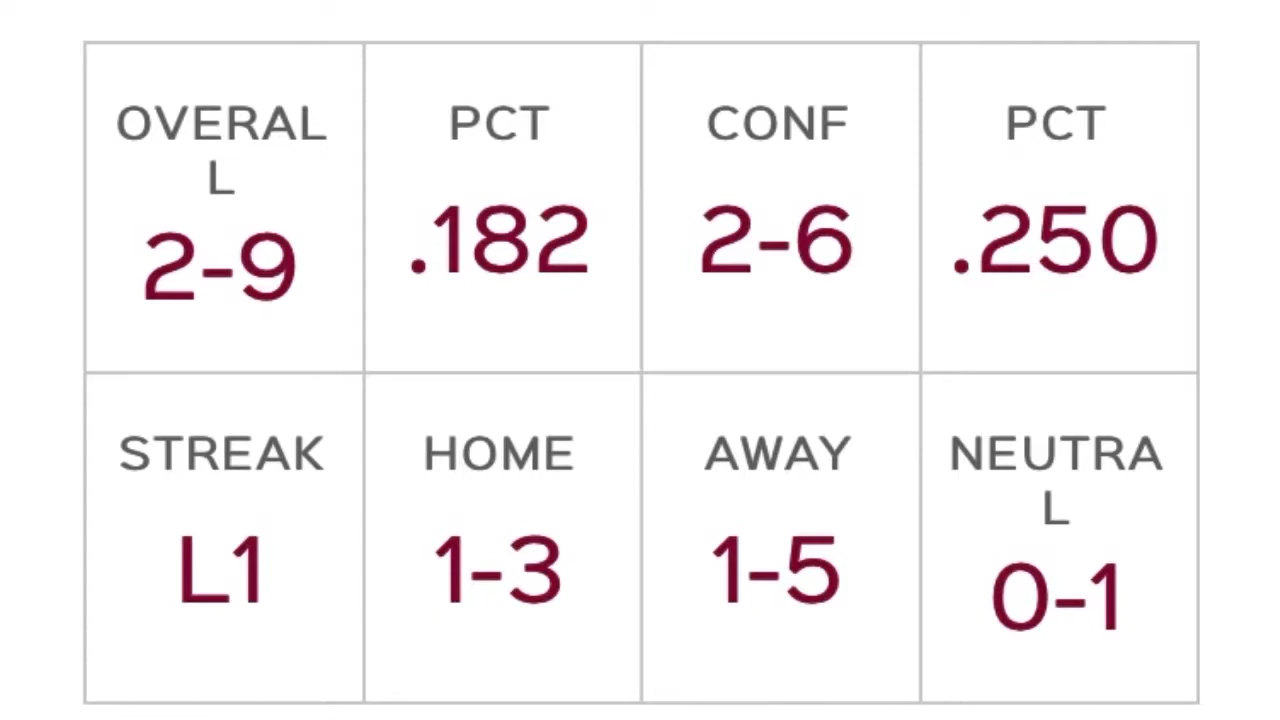 OVERAL
L
2-9
PCT
.182
CONF
2-6
PCT
.250
STREAK
L1
HOME
1-3
AWAY
1-5
NEUTRA
L
0-1